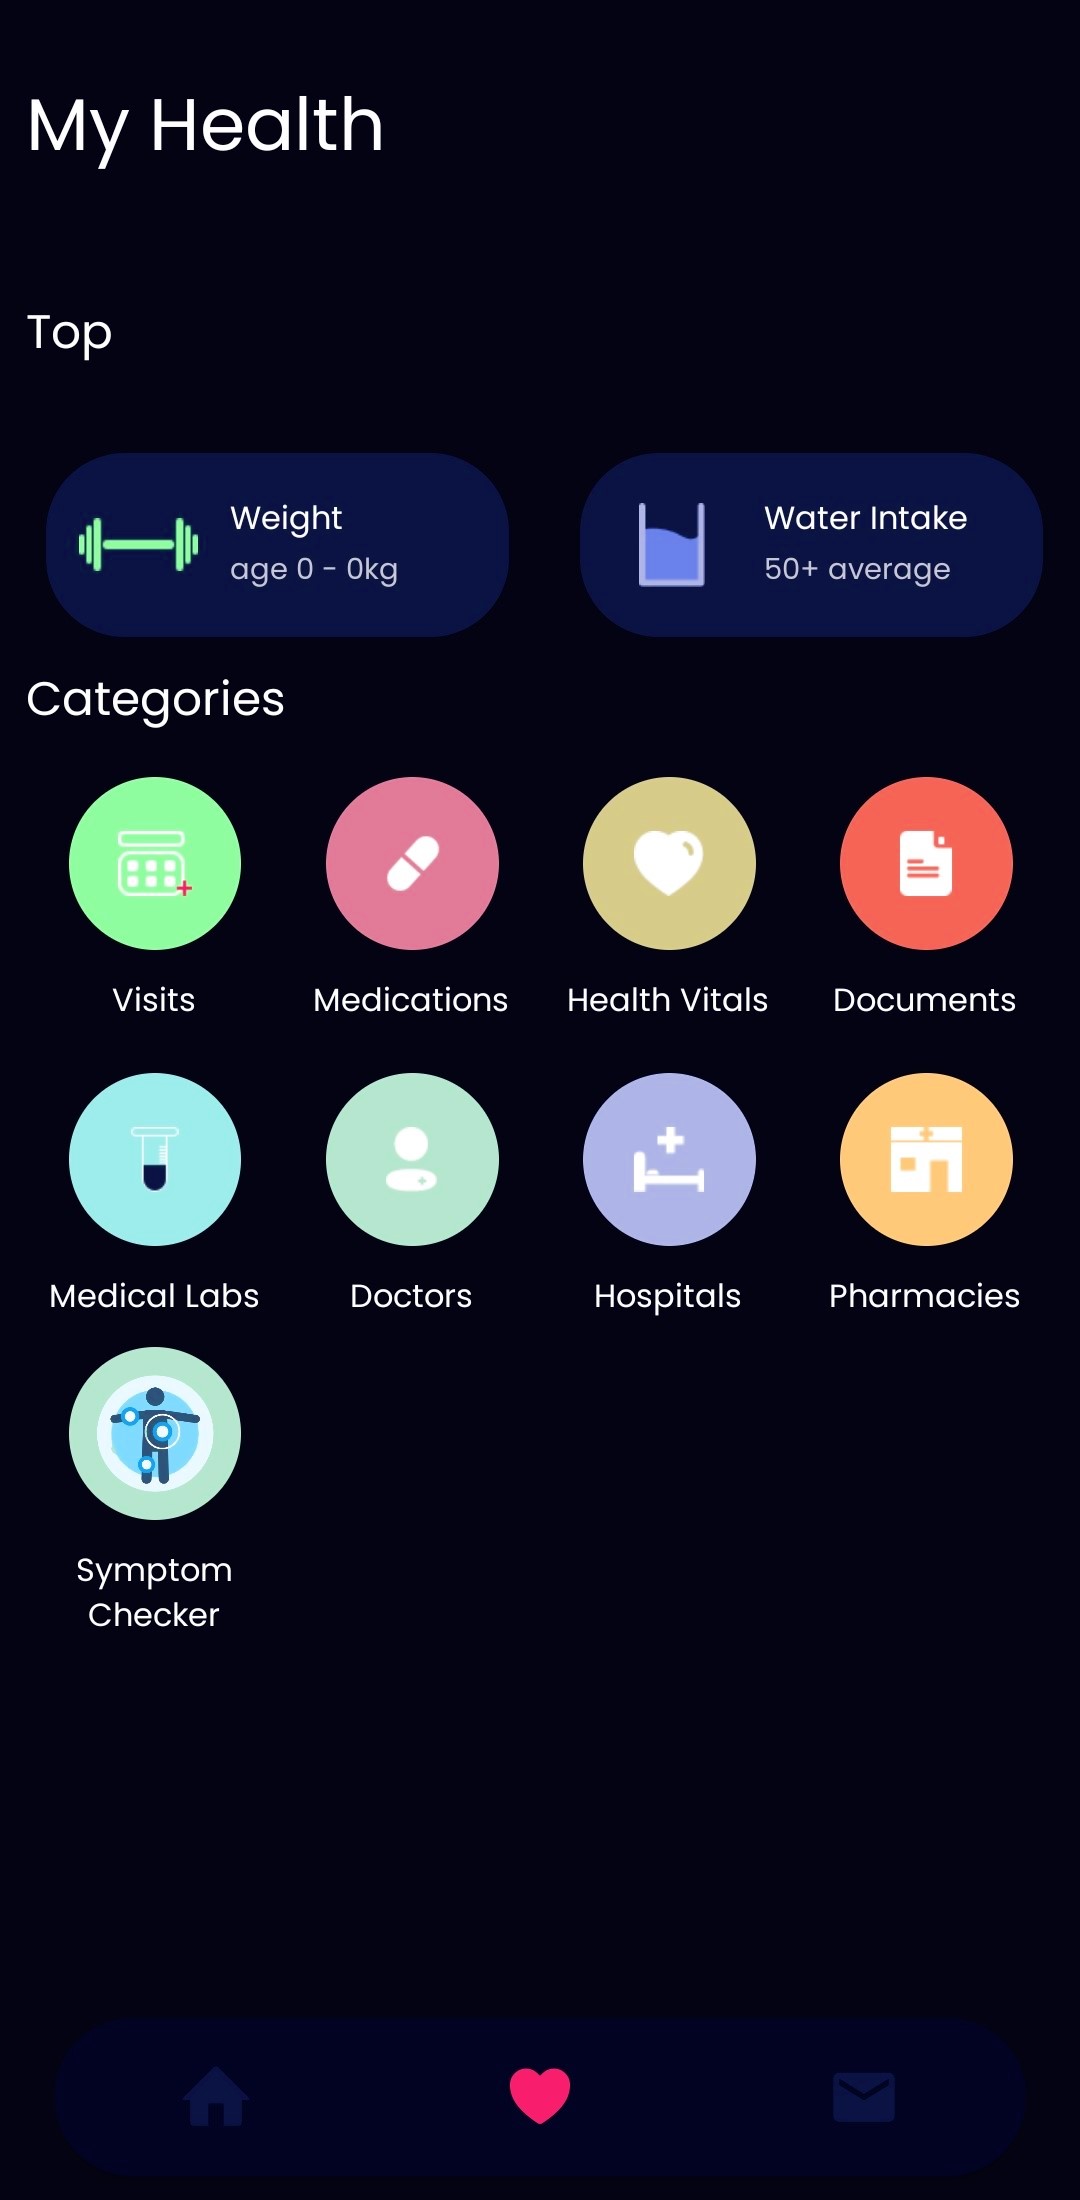 My Health
Top
Weight
age 0 - 0kg
Water Intake
50+ average
Categories
Visits
Medications
Health Vitals
Documents
Medical Labs
Doctors
Hospitals
Pharmacies
Symptom
Checker